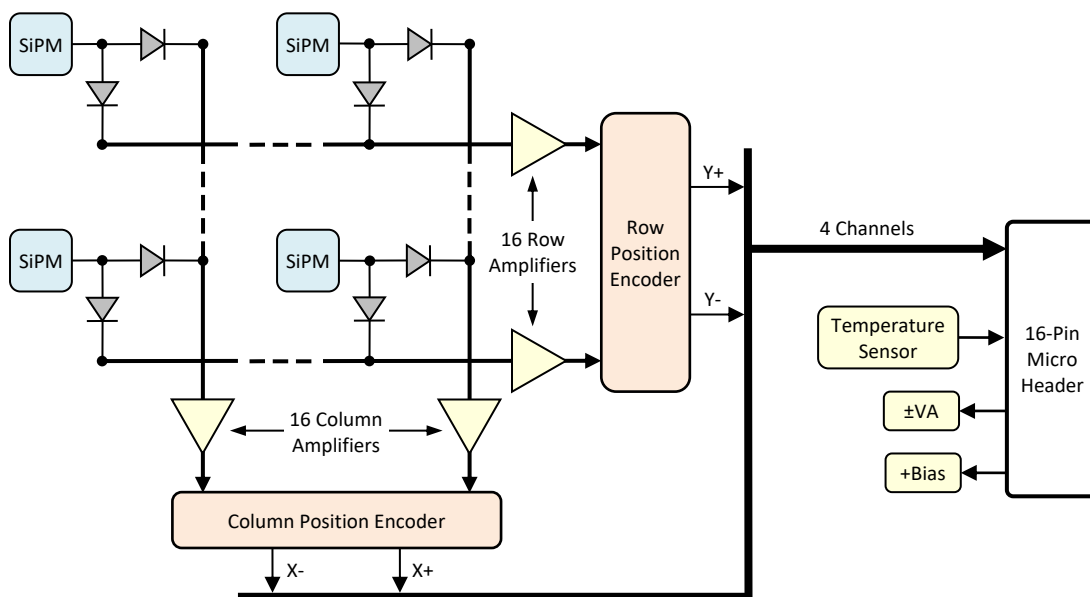 SiPM
SiPM
Y+
Row
Position
Encoder
16 Row
Amplifiers
4 Channels
SiPM
SiPM
Y-
Temperature
Sensor
16-Pin
Micro
Header
±VA
16 Column
Amplifiers
+Bias
Column Position Encoder
X-
X+